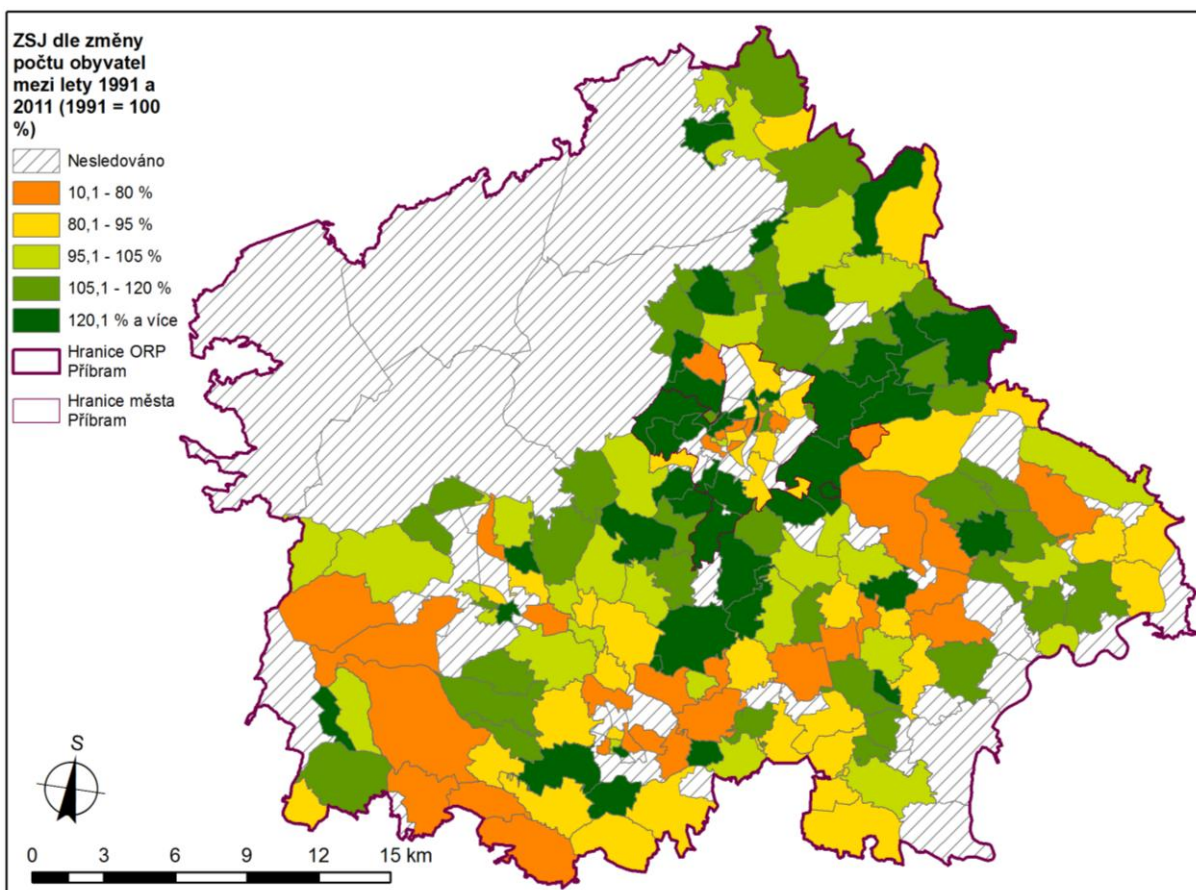 ZSJ dle změny
počtu obyvatel
mezi lety 1991 a
2011 (1991 = 100
%)
Nesledováno
10,1 - 80 %
80,1 - 95 %
95,1 - 105 %
105,1 - 120 %
120,1 % a více
Hranice ORP
Příbram
Hranice města
Příbram
S
0 3 6 9 12 15 km